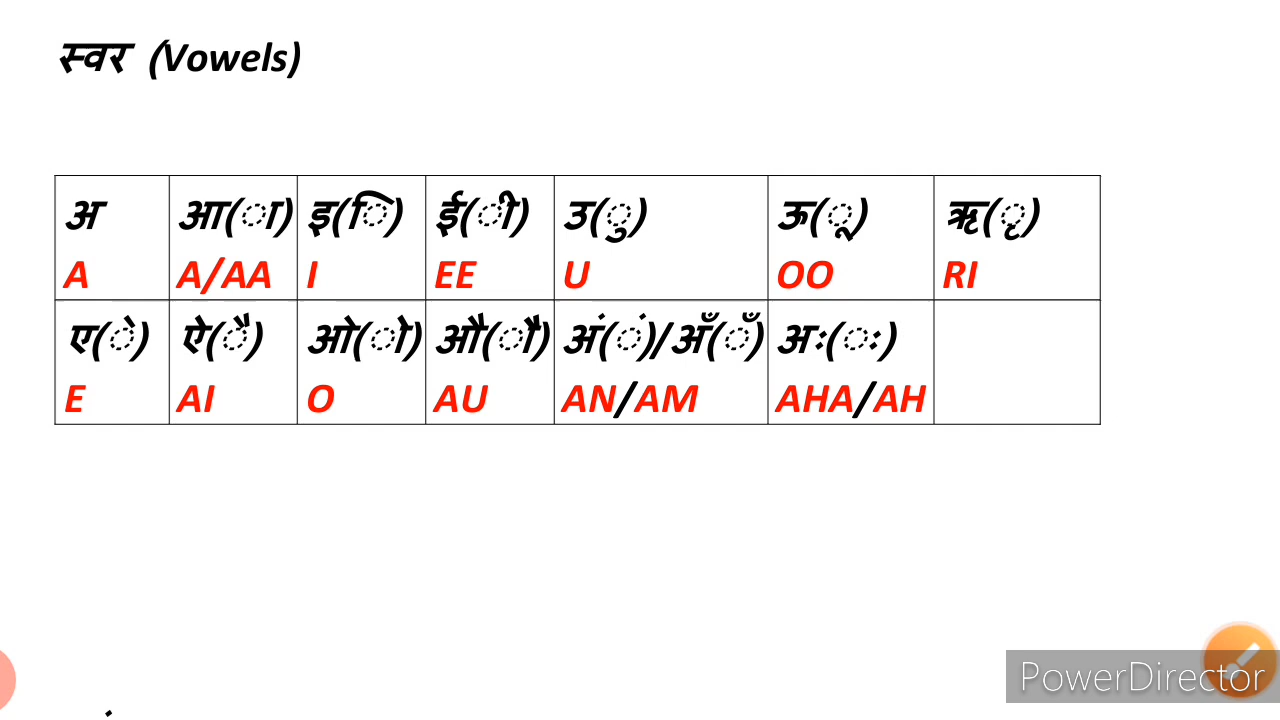 स्वर (Vowels)
अ आ(ा) इ(ि) ई(ी) उ(ु) ऊ(ू) ऋ(ृ)
A A/AA I EE U OO RI
ए(े) ऐ(ै) ओ(ो) औ(ौ) अं(ं)/अँ(ँ) अः(ः)
E AI O AU AN/AM AHA/AH
PowerDirector